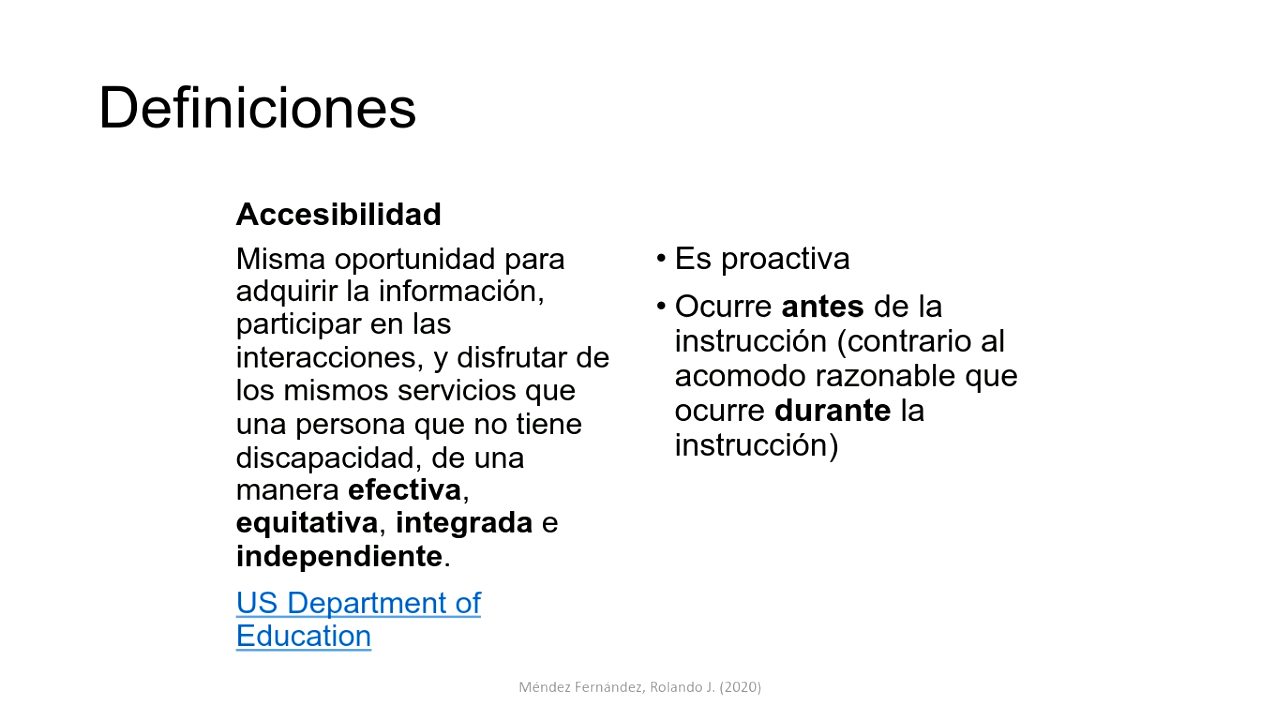 Definiciones
Accesibilidad
Misma oportunidad para
adquirir la información,
participar en las
interacciones, y disfrutar de
los mismos servicios que
una persona que no tiene
discapacidad, de una
manera efectiva,
equitativa, integrada e
independiente.
US Department of
Education
• Es proactiva
• Ocurre antes de la
instrucción (contrario al
acomodo razonable que
ocurre durante la
instrucción)
Méndez Fernández, Rolando J. (2020)